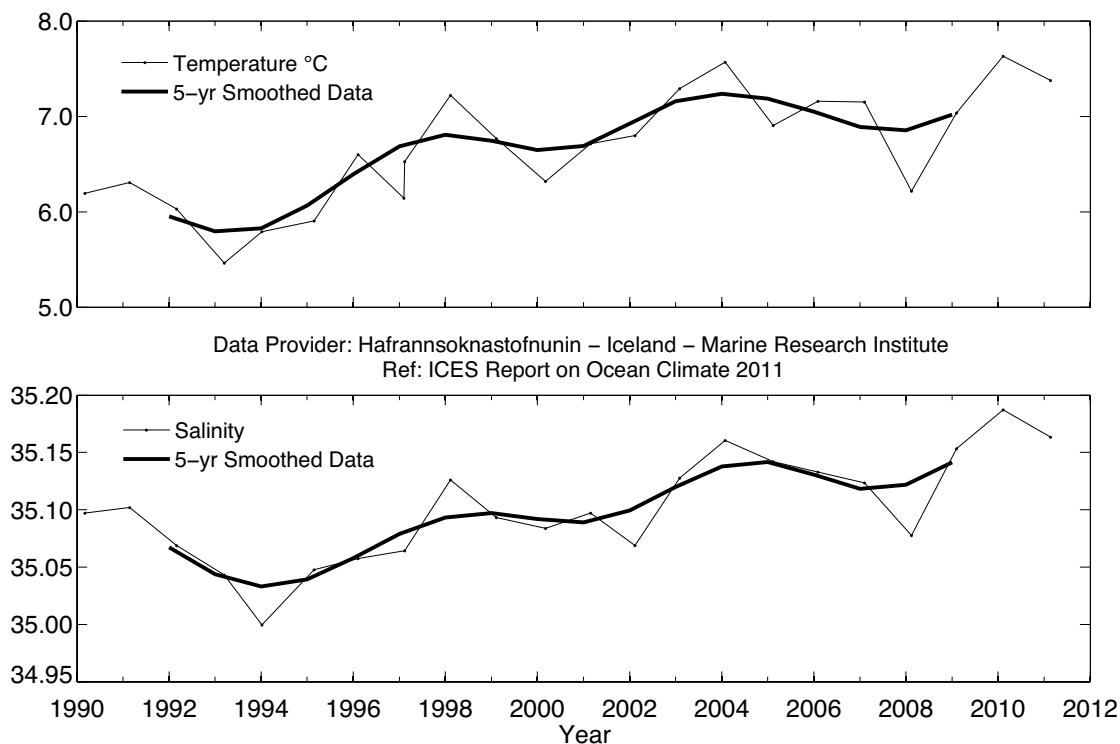 8.0
Temperature °C
5−yr Smoothed Data
7.0
6.0
5.0
Data Provider: Hafrannsoknastofnunin − Iceland − Marine Research Institute
Ref: ICES Report on Ocean Climate 2011
35.20
Salinity
5−yr Smoothed Data
35.15
35.10
35.05
35.00
34.95
1990 1992 1994 1996 1998 2000 2002 2004 2006 2008 2010 2012
Year